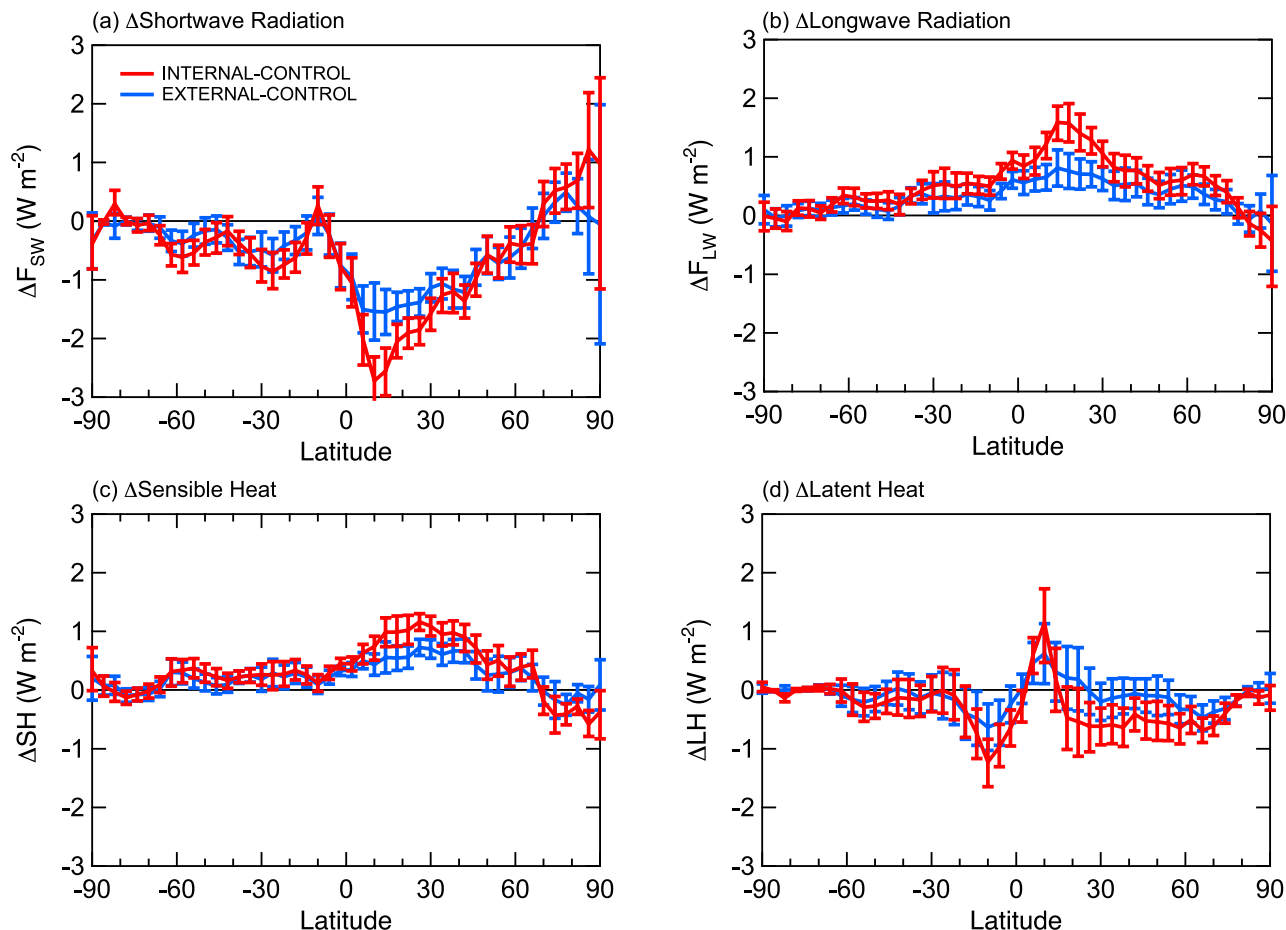 (a) ΔShortwave Radiation
3
2
1
0
-1
-2
-3
ΔF_SW (W m⁻²)
INTERNAL-CONTROL
EXTERNAL-CONTROL
-90 -60 -30 0 30 60 90
Latitude
(b) ΔLongwave Radiation
3
2
1
0
-1
-2
-3
ΔF_LW (W m⁻²)
-90 -60 -30 0 30 60 90
Latitude
(c) ΔSensible Heat
3
2
1
0
-1
-2
-3
ΔSH (W m⁻²)
-90 -60 -30 0 30 60 90
Latitude
(d) ΔLatent Heat
3
2
1
0
-1
-2
-3
ΔLH (W m⁻²)
-90 -60 -30 0 30 60 90
Latitude